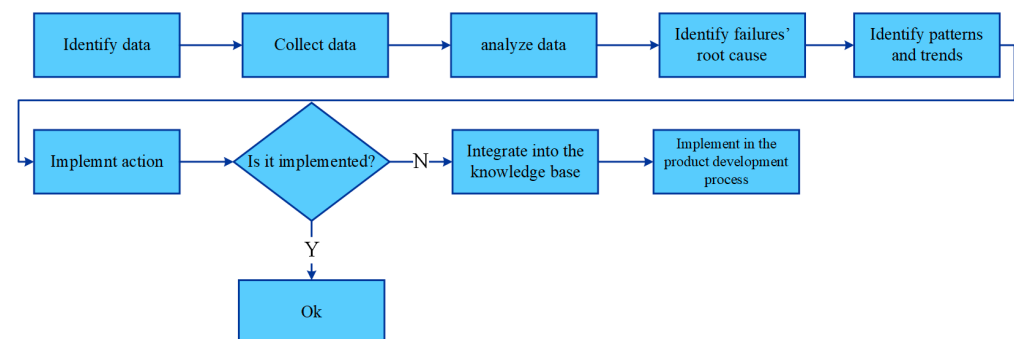 Identify data
Collect data
analyze data
Identify failures’
root cause
Identify patterns
and trends
Implemnt action
Is it implemented?
N
Integrate into the
knowledge base
Implement in the
product development
process
Y
Ok